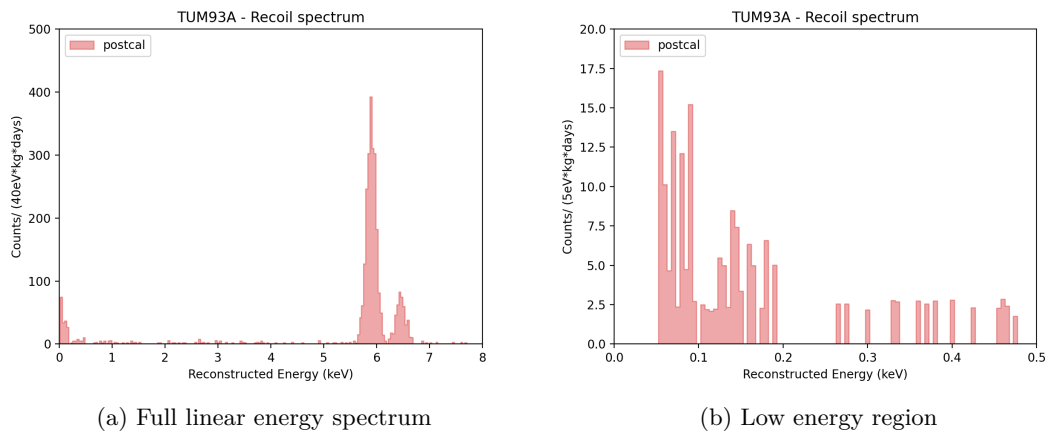 TUM93A - Recoil spectrum
500
400
300
200
100
0
Counts/ (40eV*kg*days)
postcal
0 1 2 3 4 5 6 7 8
Reconstructed Energy (keV)
(a) Full linear energy spectrum
TUM93A - Recoil spectrum
20.0
17.5
15.0
12.5
10.0
7.5
5.0
2.5
0.0
Counts/ (5eV*kg*days)
postcal
0.0 0.1 0.2 0.3 0.4 0.5
Reconstructed Energy (keV)
(b) Low energy region